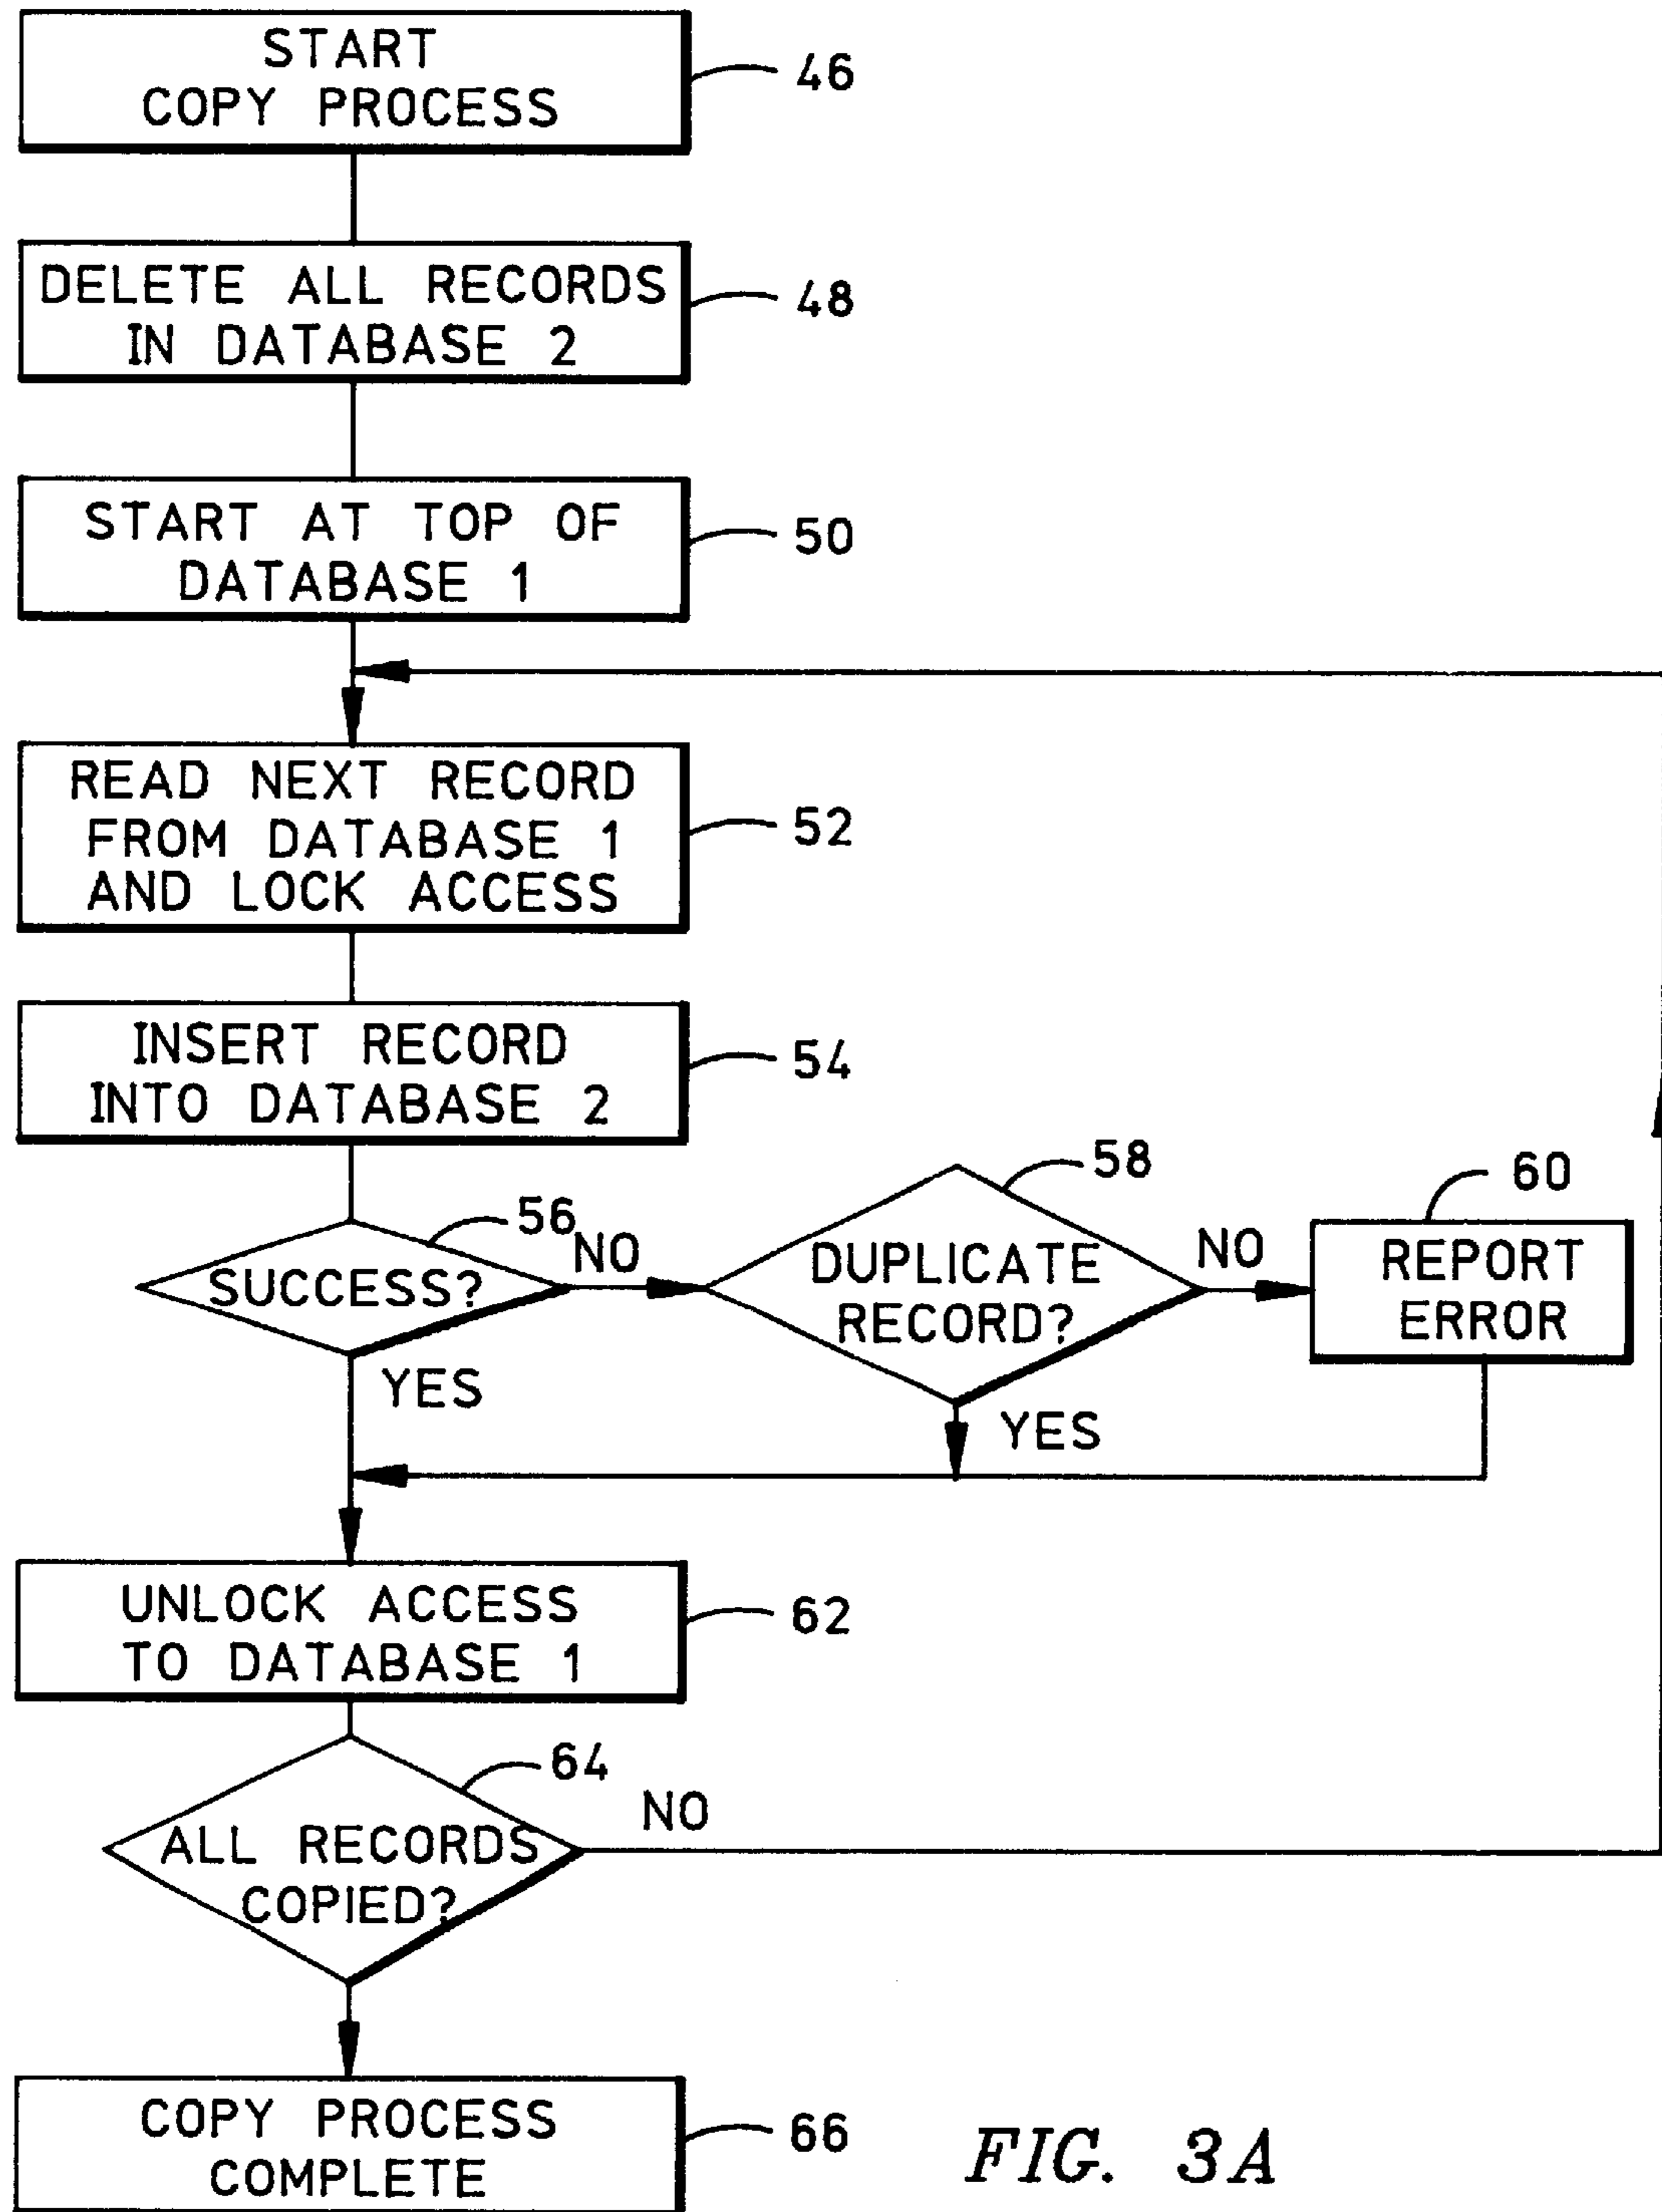 START
COPY PROCESS
46
DELETE ALL RECORDS
IN DATABASE 2
48
START AT TOP OF
DATABASE 1
50
READ NEXT RECORD
FROM DATABASE 1
AND LOCK ACCESS
52
INSERT RECORD
INTO DATABASE 2
54
SUCCESS?
56
NO
YES
DUPLICATE
RECORD?
58
NO
YES
REPORT
ERROR
60
UNLOCK ACCESS
TO DATABASE 1
62
ALL RECORDS
COPIED?
64
NO
COPY PROCESS
COMPLETE
66
FIG. 3A